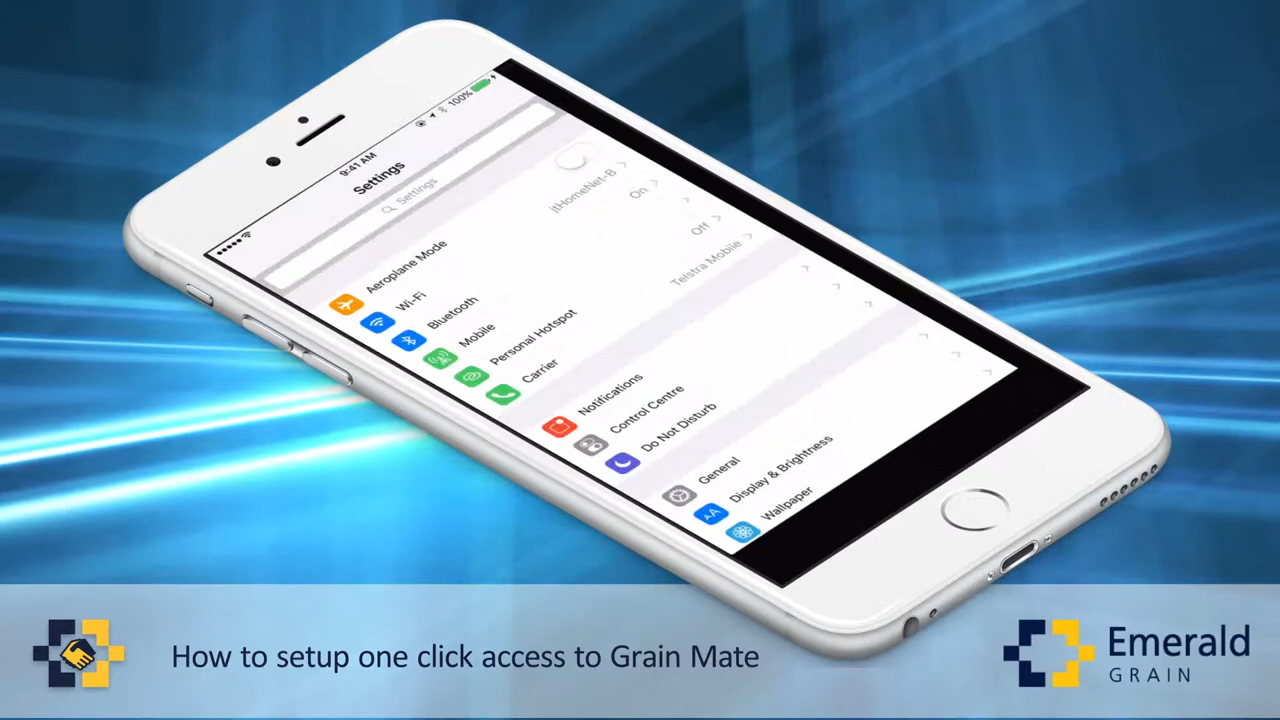 100%
9:41 AM
Settings
Settings
Aeroplane Mode
Wi-Fi jtHomeNet-B
Bluetooth On
Mobile
Personal Hotspot Off
Carrier Telstra Mobile
Notifications
Control Centre
Do Not Disturb
General
Display & Brightness
AA
Wallpaper
How to setup one click access to Grain Mate
Emerald
GRAIN